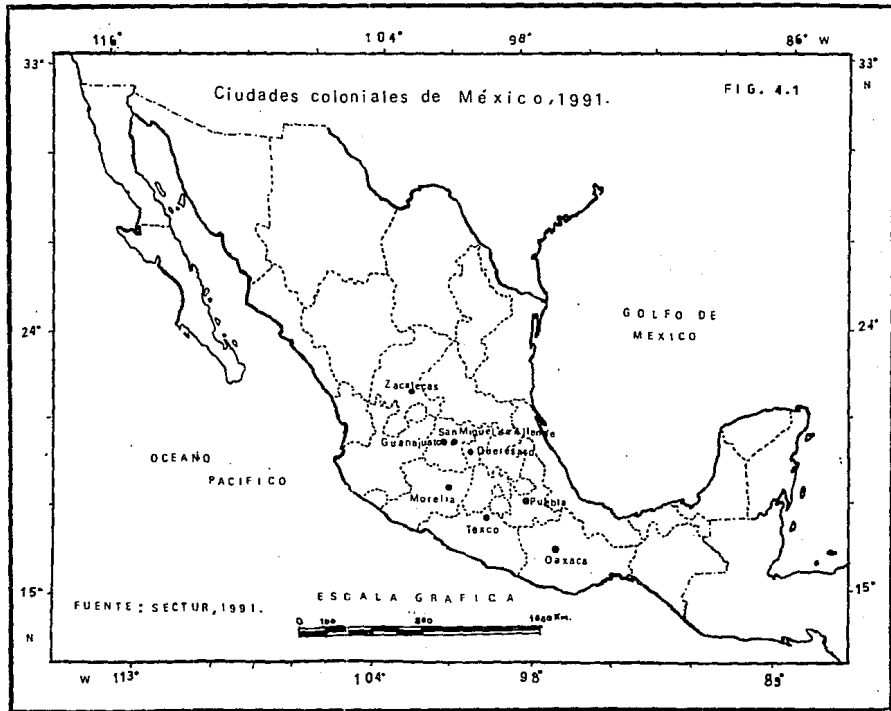 116° 104° 98° 86° W
33° 33°
N
Ciudades coloniales de México, 1991.
FIG. 4.1
GOLFO DE
MEXICO
24° 24°
Zacatecas
San Miguel de Allende
Guanajuato
Querétaro
OCEANO
PACIFICO
Morelia
Puebla
Taxco
Oaxaca
15° 15°
ESCALA GRAFICA
FUENTE: SECTUR, 1991.
0
N N
W 113° 104° 98°